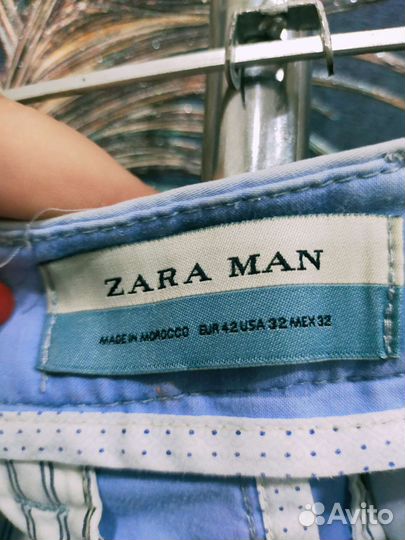 ZARA MAN
MADE IN MOROCCO EUR 42 USA 32 MEX 32
Avito